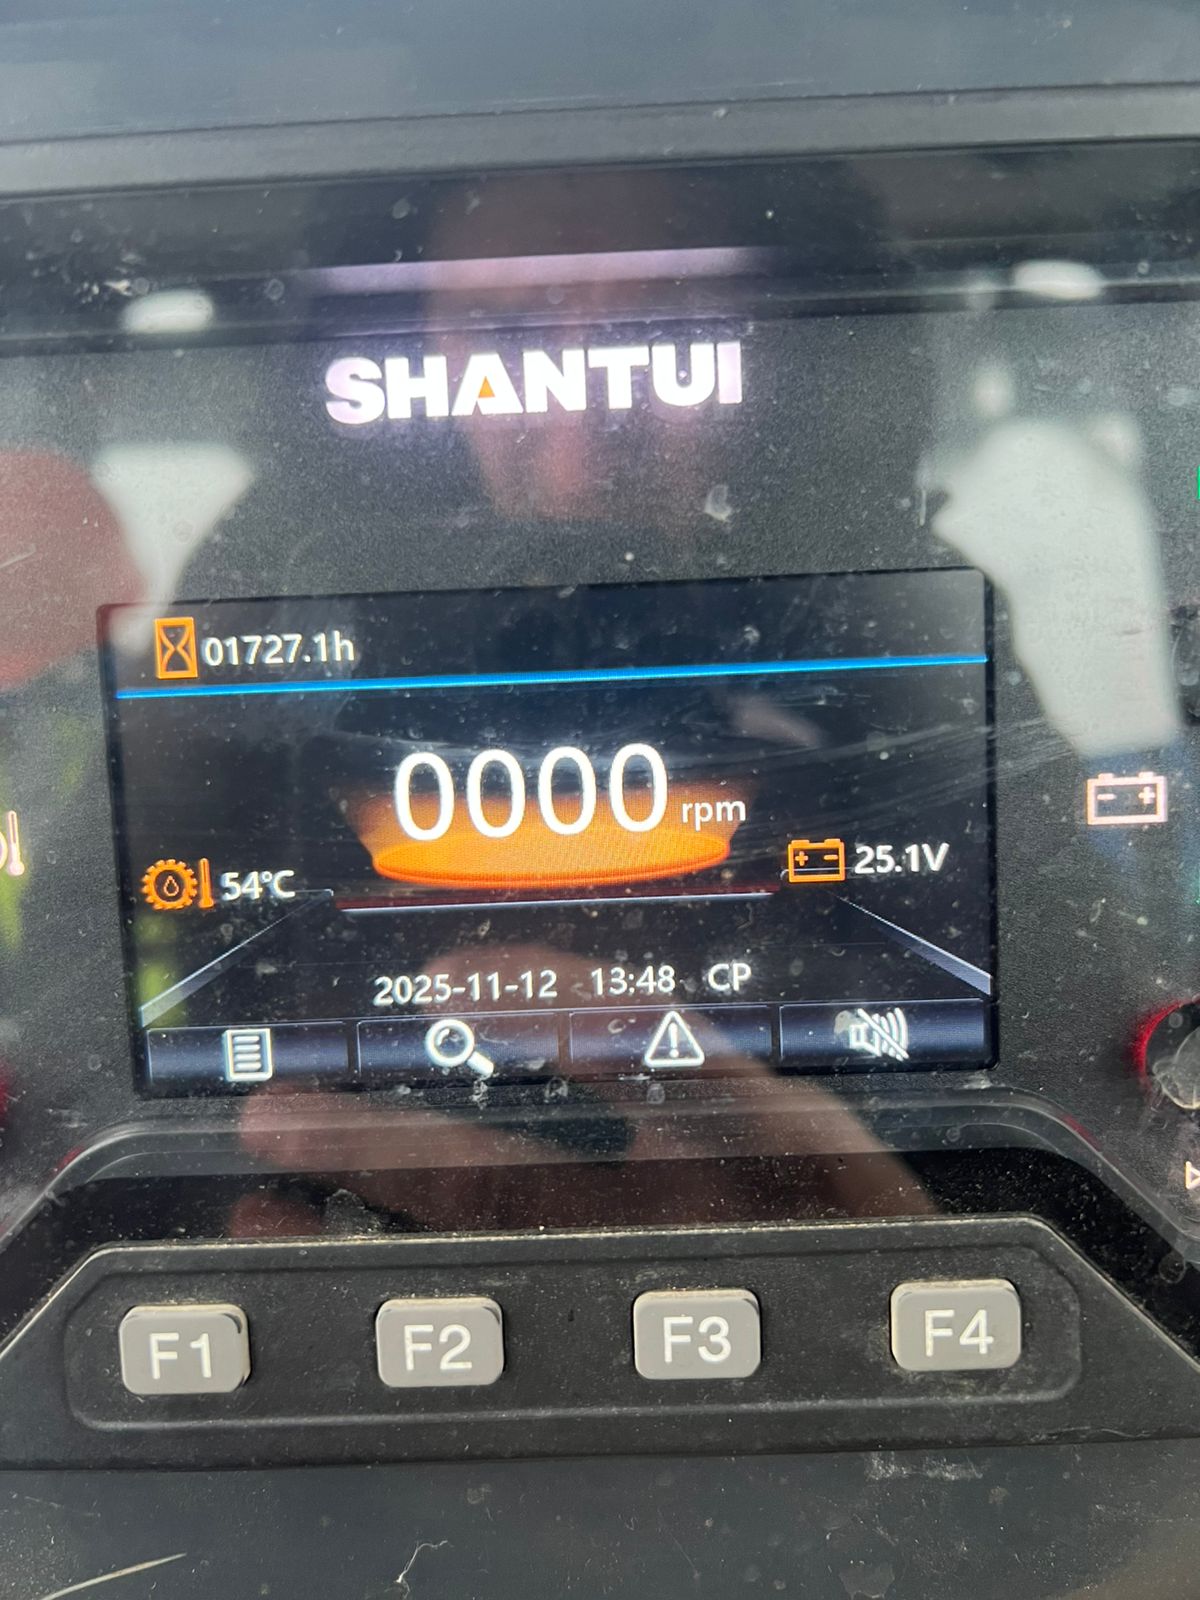 SHANTUI
01727.1h
0000 rpm
54°C
25.1V
2025-11-12 13:48 CP
F1 F2 F3 F4